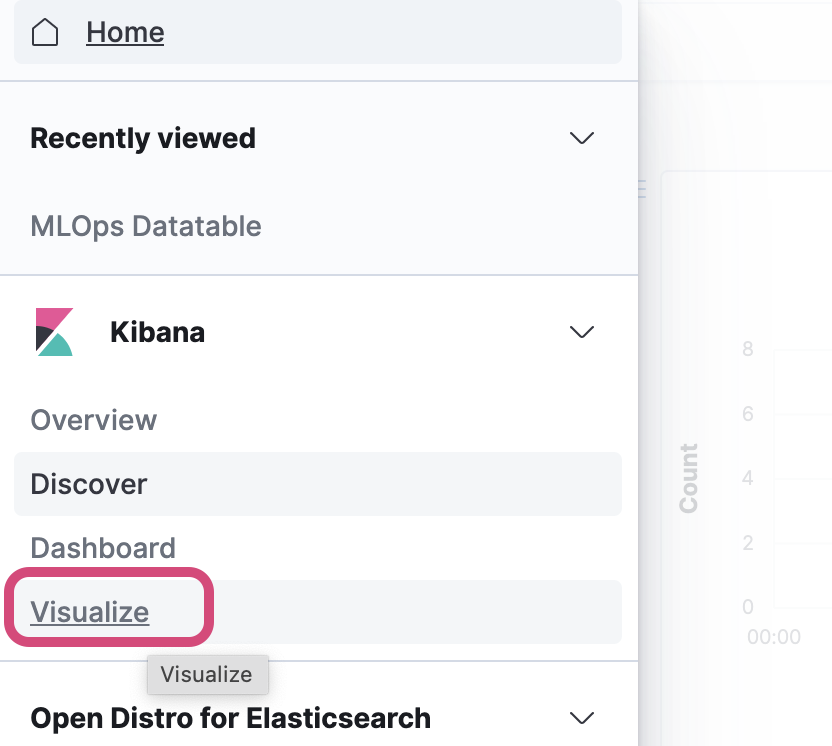 Home
Recently viewed
MLOps Datatable
Kibana
Overview
Discover
Dashboard
Visualize
Visualize
Open Distro for Elasticsearch
Count
8
6
4
2
0
00:00